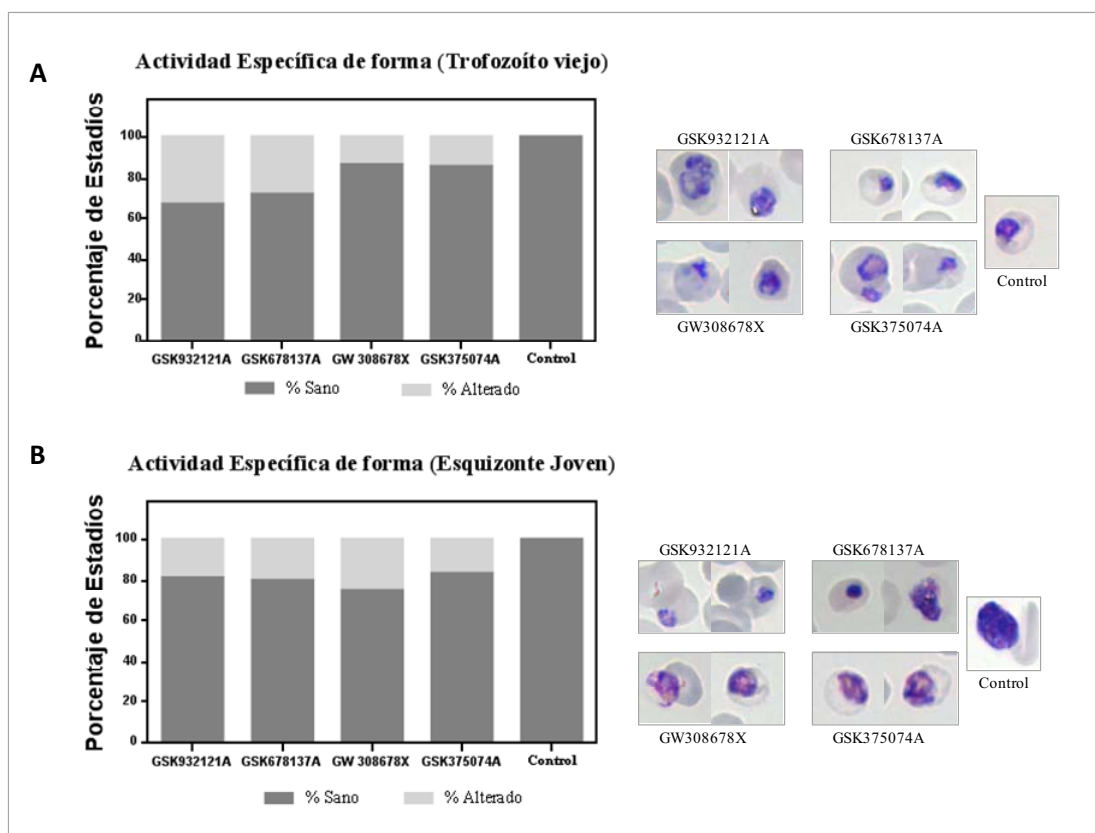 A
Actividad Específica de forma (Trofozoíto viejo)
Porcentaje de Estadíos
100
80
60
40
20
0
GSK932121A GSK678137A GW 308678X GSK375074A Control
% Sano % Alterado
GSK932121A GSK678137A
Control
GW308678X GSK375074A
B
Actividad Específica de forma (Esquizonte Joven)
Porcentaje de Estadíos
100
80
60
40
20
0
GSK932121A GSK678137A GW 308678X GSK375074A Control
% Sano % Alterado
GSK932121A GSK678137A
Control
GW308678X GSK375074A